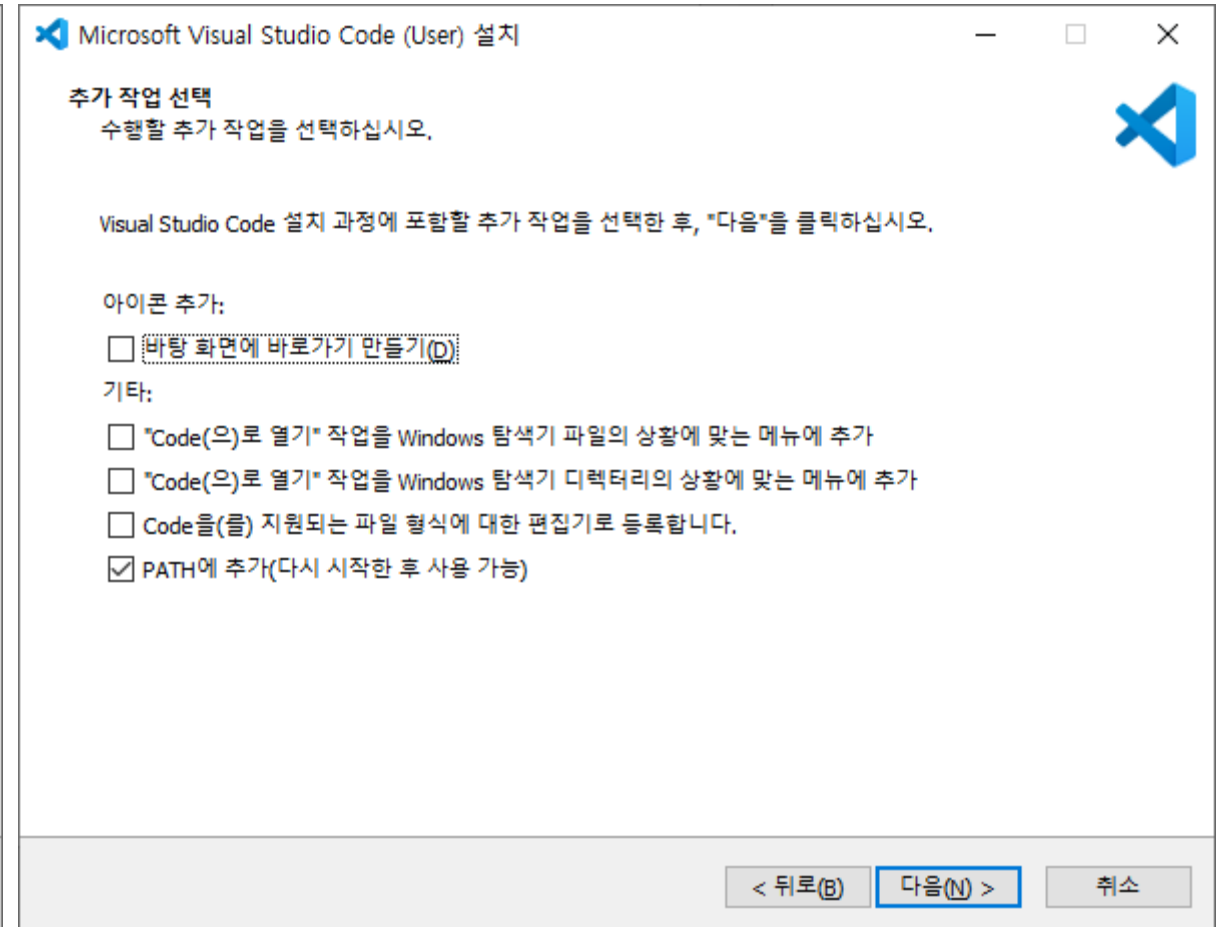 Microsoft Visual Studio Code (User) 설치
추가 작업 선택
수행할 추가 작업을 선택하십시오.
Visual Studio Code 설치 과정에 포함할 추가 작업을 선택한 후, "다음"을 클릭하십시오.
아이콘 추가:
바탕 화면에 바로가기 만들기(D)
기타:
"Code(으)로 열기" 작업을 Windows 탐색기 파일의 상황에 맞는 메뉴에 추가
"Code(으)로 열기" 작업을 Windows 탐색기 디렉터리의 상황에 맞는 메뉴에 추가
Code을(를) 지원되는 파일 형식에 대한 편집기로 등록합니다.
PATH에 추가(다시 시작한 후 사용 가능)
< 뒤로(B) 다음(N) > 취소